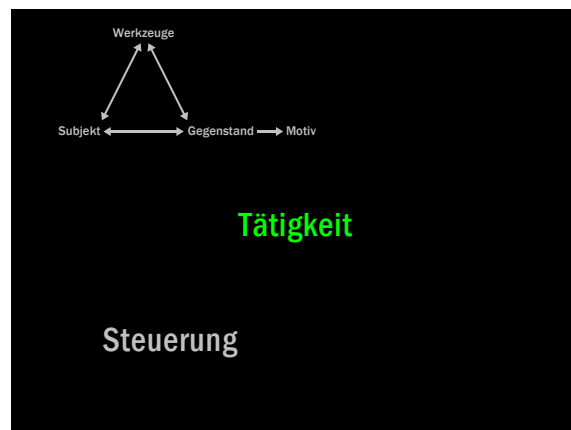 Werkzeuge
Subjekt Gegenstand Motiv
Tätigkeit
Steuerung